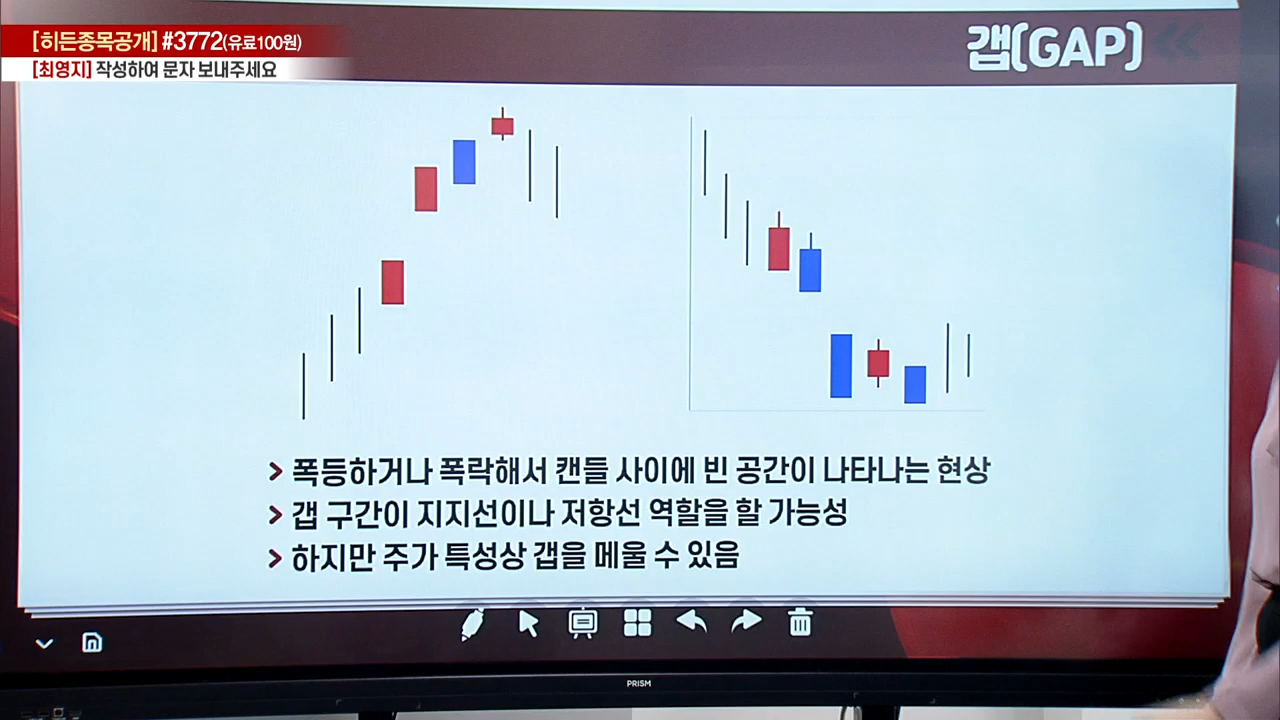 [히든종목공개] #3772(유료100원)
[최영지] 작성하여 문자 보내주세요
갭(GAP)
폭등하거나 폭락해서 캔들 사이에 빈 공간이 나타나는 현상
갭 구간이 지지선이나 저항선 역할을 할 가능성
하지만 주가 특성상 갭을 메울 수 있음
PRISM